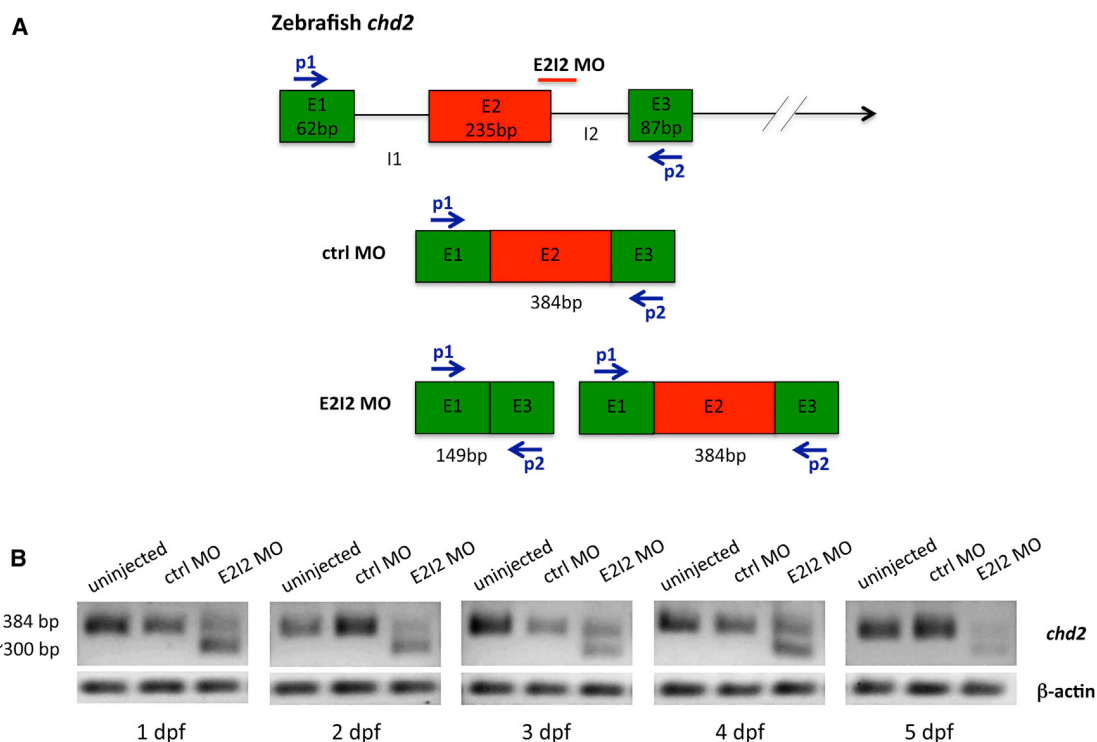 A
Zebrafish chd2
p1
E2I2 MO
E1
62bp
E2
235bp
E3
87bp
I1
I2
p2
p1
ctrl MO
E1
E2
E3
384bp
p2
p1
p1
E2I2 MO
E1
E3
E1
E2
E3
149bp
p2
384bp
p2
B
uninjected
ctrl MO
E2I2 MO
uninjected
ctrl MO
E2I2 MO
uninjected
ctrl MO
E2I2 MO
uninjected
ctrl MO
E2I2 MO
uninjected
ctrl MO
E2I2 MO
384 bp
~300 bp
chd2
β-actin
1 dpf
2 dpf
3 dpf
4 dpf
5 dpf